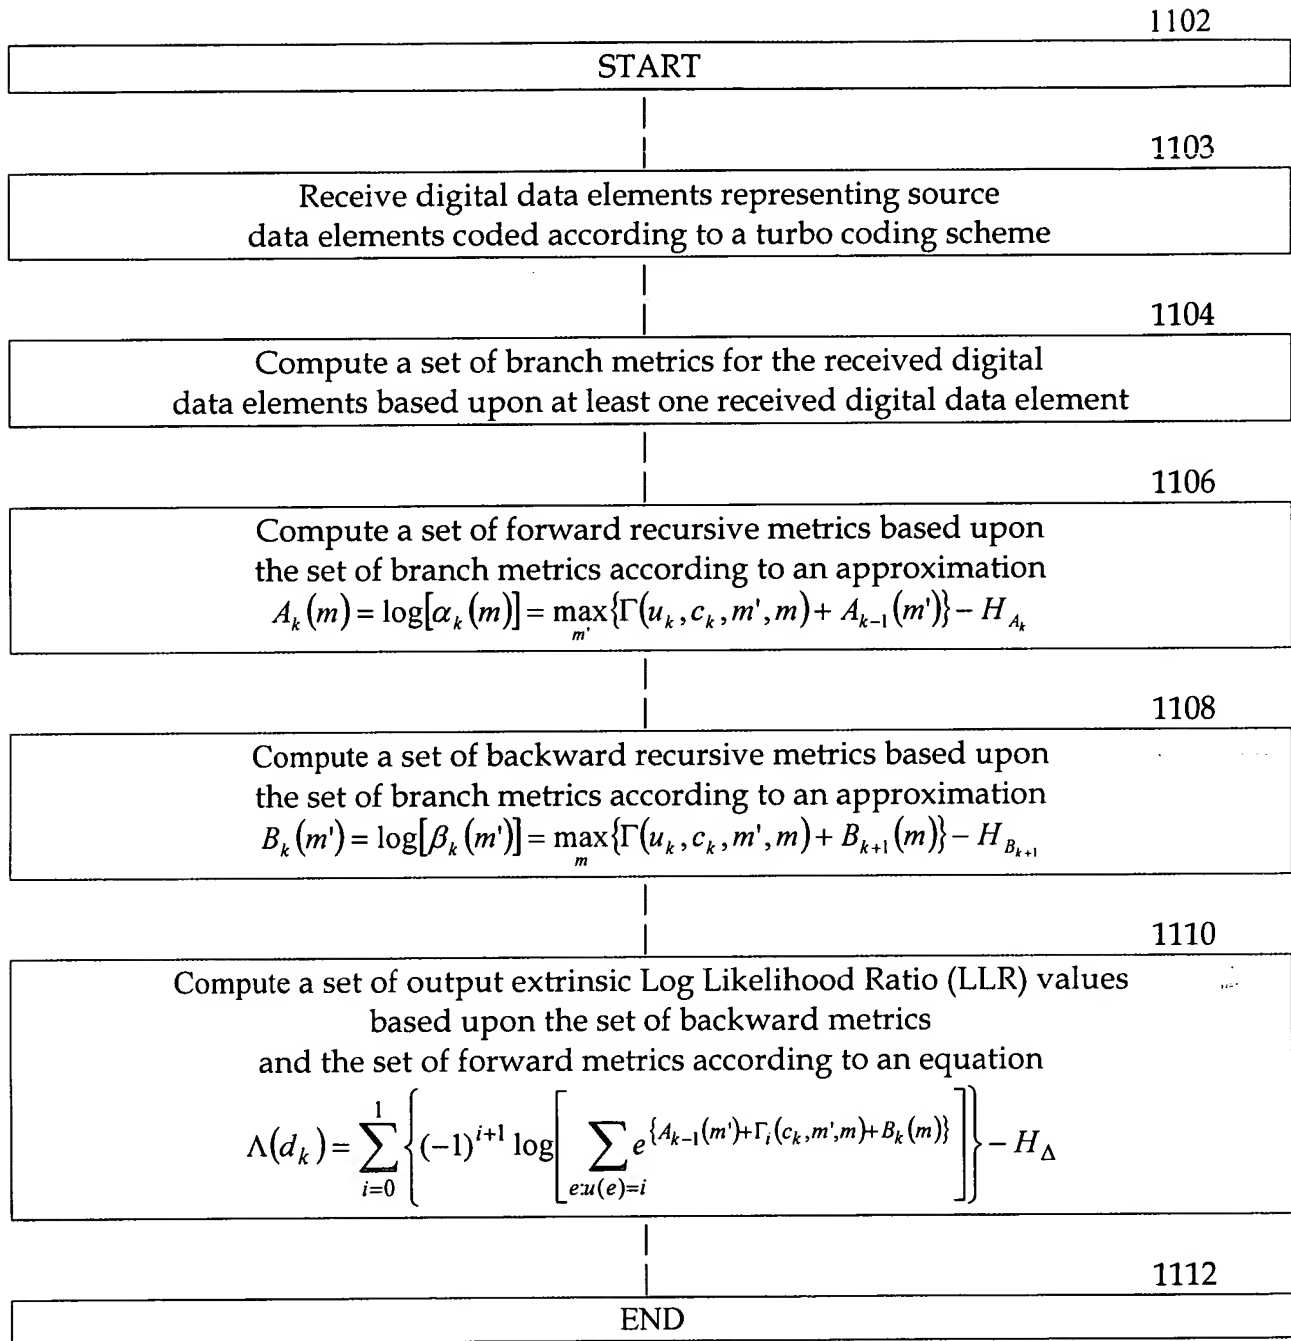 1102
START
1103
Receive digital data elements representing source
data elements coded according to a turbo coding scheme
1104
Compute a set of branch metrics for the received digital
data elements based upon at least one received digital data element
1106
Compute a set of forward recursive metrics based upon
the set of branch metrics according to an approximation
A_k(m) = log[α_k(m)] = max_{m'}{Γ(u_k, c_k, m', m) + A_{k-1}(m')} − H_{A_k}
1108
Compute a set of backward recursive metrics based upon
the set of branch metrics according to an approximation
B_k(m') = log[β_k(m')] = max_m{Γ(u_k, c_k, m', m) + B_{k+1}(m)} − H_{B_{k+1}}
1110
Compute a set of output extrinsic Log Likelihood Ratio (LLR) values
based upon the set of backward metrics
and the set of forward metrics according to an equation
Λ(d_k) = ∑_{i=0}^{1} {(-1)^{i+1} log[∑_{e:u(e)=i} e^{{A_{k-1}(m')+Γ_i(c_k,m',m)+B_k(m)}}]} − H_Δ
1112
END